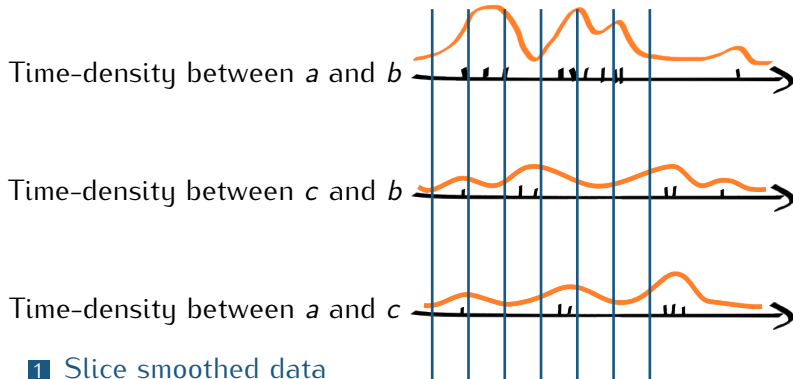 Time-density between a and b
Time-density between c and b
Time-density between a and c
1 Slice smoothed data